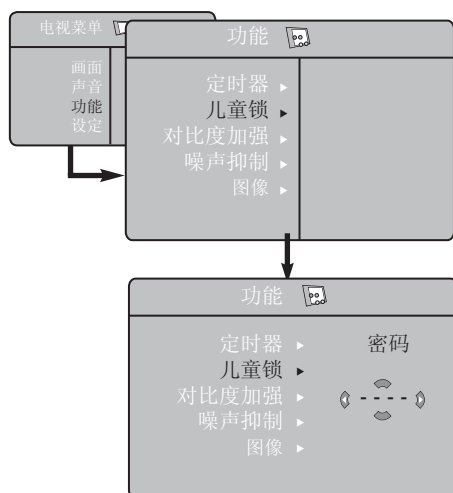 电视菜单
画面
声音
功能
设定
功能
定时器
儿童锁
对比度加强
噪声抑制
图像
功能
定时器
儿童锁
对比度加强
噪声抑制
图像
密码
- - - -